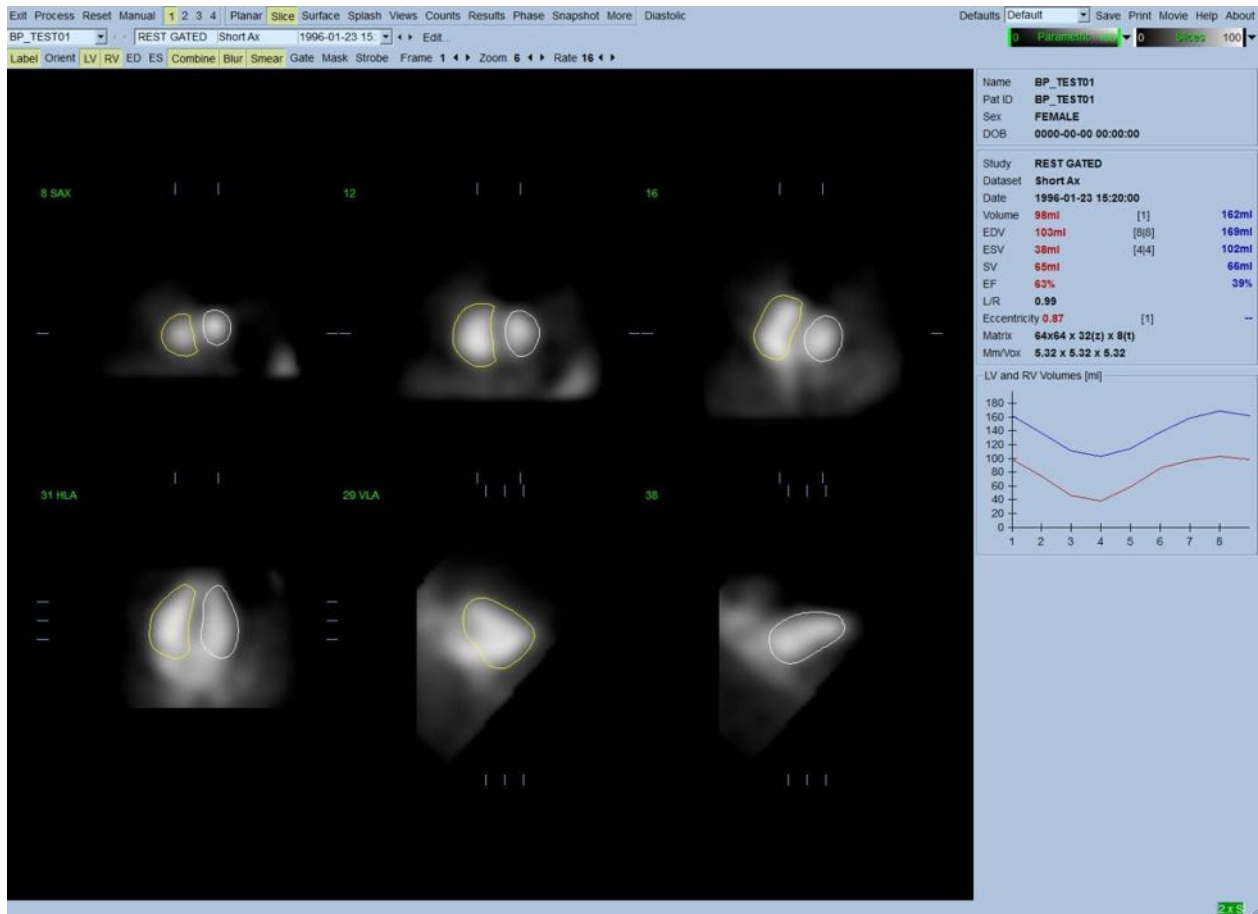 Exit Process Reset Manual 1 2 3 4 Planar Slice Surface Splash Views Counts Results Phase Snapshot More Diastolic Defaults Default Save Print Movie Help About
BP_TEST01 REST GATED Short Ax 1996-01-23 15: Edit... 0 Parametric 0 Slices 100
Label Orient LV RV ED ES Combine Blur Smear Gate Mask Strobe Frame 1 Zoom 6 Rate 16
Name BP_TEST01
Pat ID BP_TEST01
Sex FEMALE
DOB 0000-00-00 00:00:00
Study REST GATED
Dataset Short Ax
Date 1996-01-23 15:20:00
Volume 98ml [1] 162ml
EDV 103ml [8|8] 169ml
ESV 38ml [4|4] 102ml
SV 65ml 66ml
EF 63% 39%
L/R 0.99
Eccentricity 0.87 [1] --
Matrix 64x64 x 32(z) x 8(t)
Mm/Vox 5.32 x 5.32 x 5.32
LV and RV Volumes [ml]
180
160
140
120
100
80
60
40
20
0
1 2 3 4 5 6 7 8
8 SAX 12 16
31 HLA 29 VLA 38
2 x S